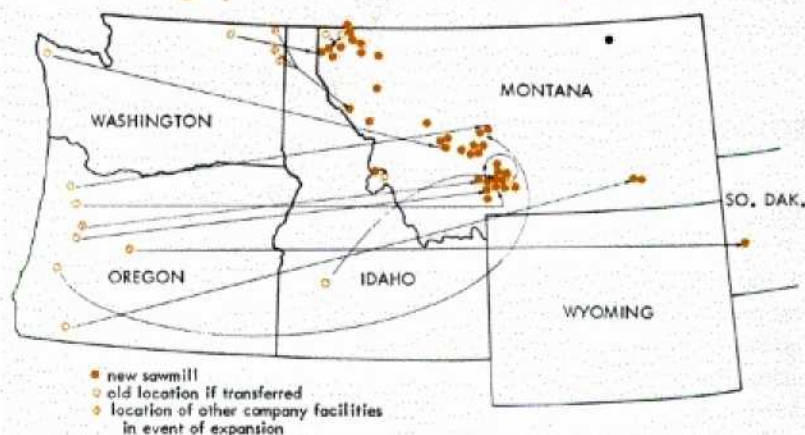 WASHINGTON
MONTANA
SO. DAK.
OREGON
IDAHO
WYOMING
new sawmill
old location if transferred
location of other company facilities
in event of expansion